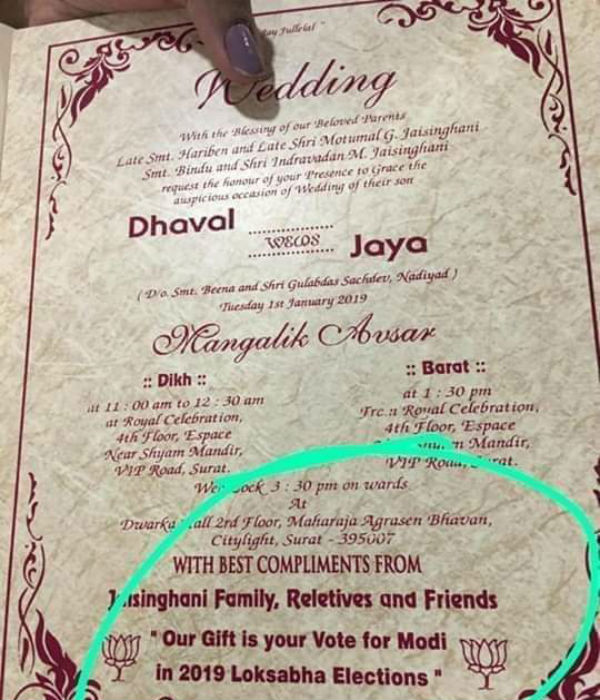 Wedding
With the Blessing of our Beloved Parents
Late Smt. Hariben and Late Shri Motumal G. Jaisinghani
Smt. Bindu and Shri Indravadan M. Jaisinghani
request the honour of your Presence to Grace the
auspicious occasion of Wedding of their son
Dhaval
WEDS
Jaya
( D/o. Smt. Beena and Shri Gulabdas Sachdev, Nadiyad )
Tuesday 1st January 2019
Mangalik Avsar
:: Dikh ::
at 11 : 00 am to 12 : 30 am
at Royal Celebration,
4th Floor, Espace
Near Shyam Mandir,
VIP Road, Surat.
:: Barat ::
at 1 : 30 pm
Royal Celebration,
4th Floor, Espace
Mandir,
VIP
3 : 30 pm on wards
At
Dwarka 2nd Floor, Maharaja Agrasen Bhavan,
Citylight, Surat - 395007
WITH BEST COMPLIMENTS FROM
Jaisinghani Family, Reletives and Friends
" Our Gift is your Vote for Modi
in 2019 Loksabha Elections "